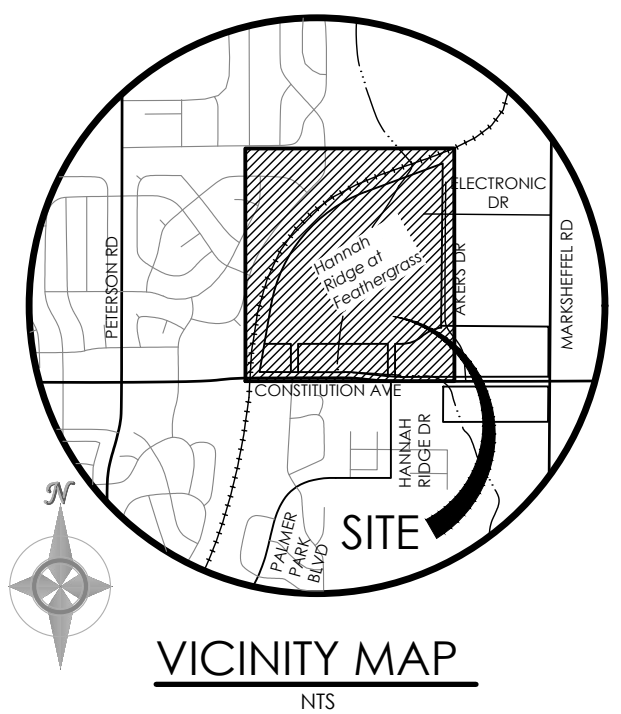 ELECTRONIC
DR
PETERSON RD
Hannah
Ridge at
Feathergrass
AKERS DR
MARKSHEFFEL RD
CONSTITUTION AVE
HANNAH
RIDGE DR
N
SITE
PALMER
PARK
BLVD
VICINITY MAP
NTS